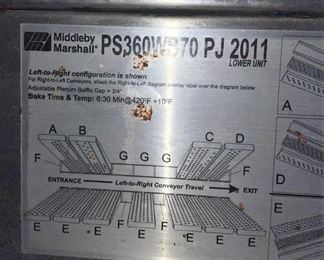 Middleby
Marshall®
PS360WB70 PJ 2011
LOWER UNIT
Left-to-Right configuration is shown
For Right-to-Left Conveyors, attach the Right-to-Left diagram overlay label over the diagram below
Adjustable Plenum Baffle Gap = 3/4"
Bake Time & Temp: 6:30 Min@420°F +10°F
A
A B C D
F G G G F
ENTRANCE Left-to-Right Conveyor Travel EXIT
D
F F
E E E E E E E E
E